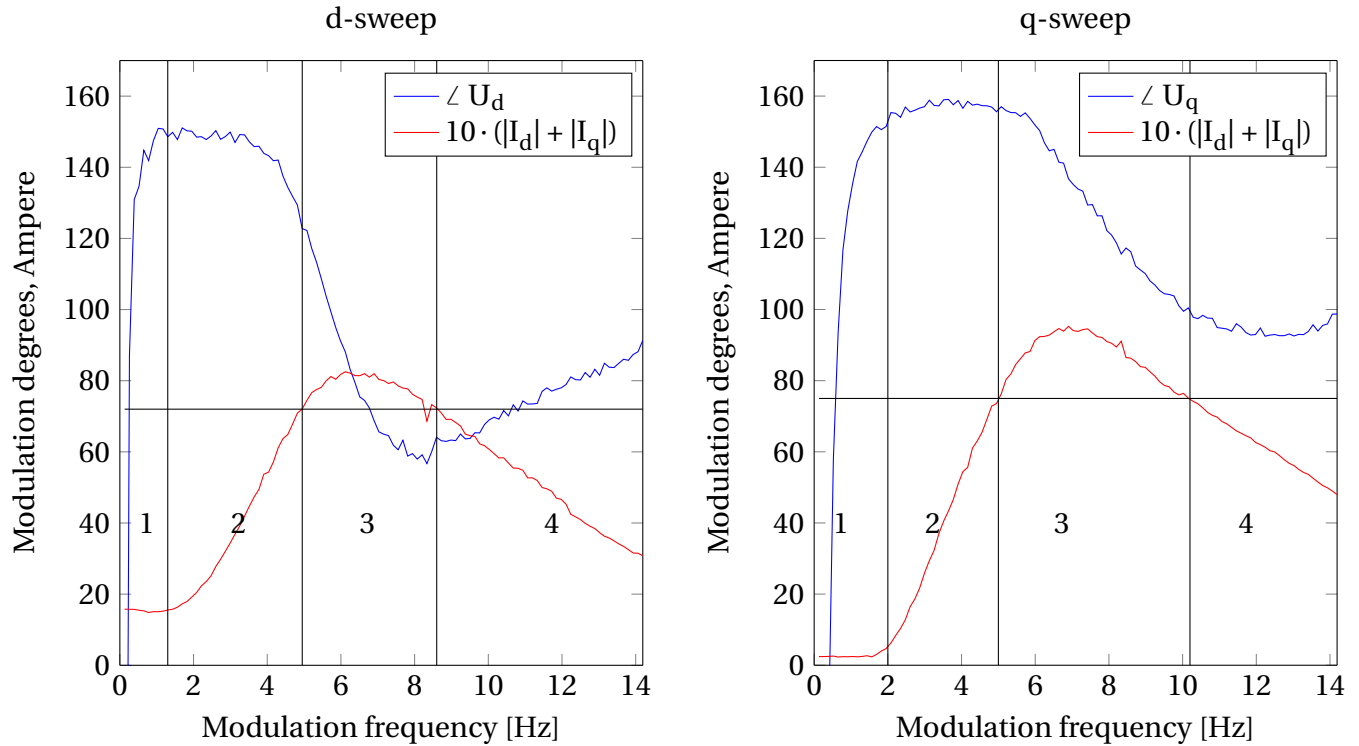 d-sweep
∠ U_d
10 · (|I_d| + |I_q|)
160
140
120
100
80
60
40
20
0
Modulation degrees, Ampere
1
2
3
4
0 2 4 6 8 10 12 14
Modulation frequency [Hz]
q-sweep
∠ U_q
10 · (|I_d| + |I_q|)
160
140
120
100
80
60
40
20
0
Modulation degrees, Ampere
1
2
3
4
0 2 4 6 8 10 12 14
Modulation frequency [Hz]